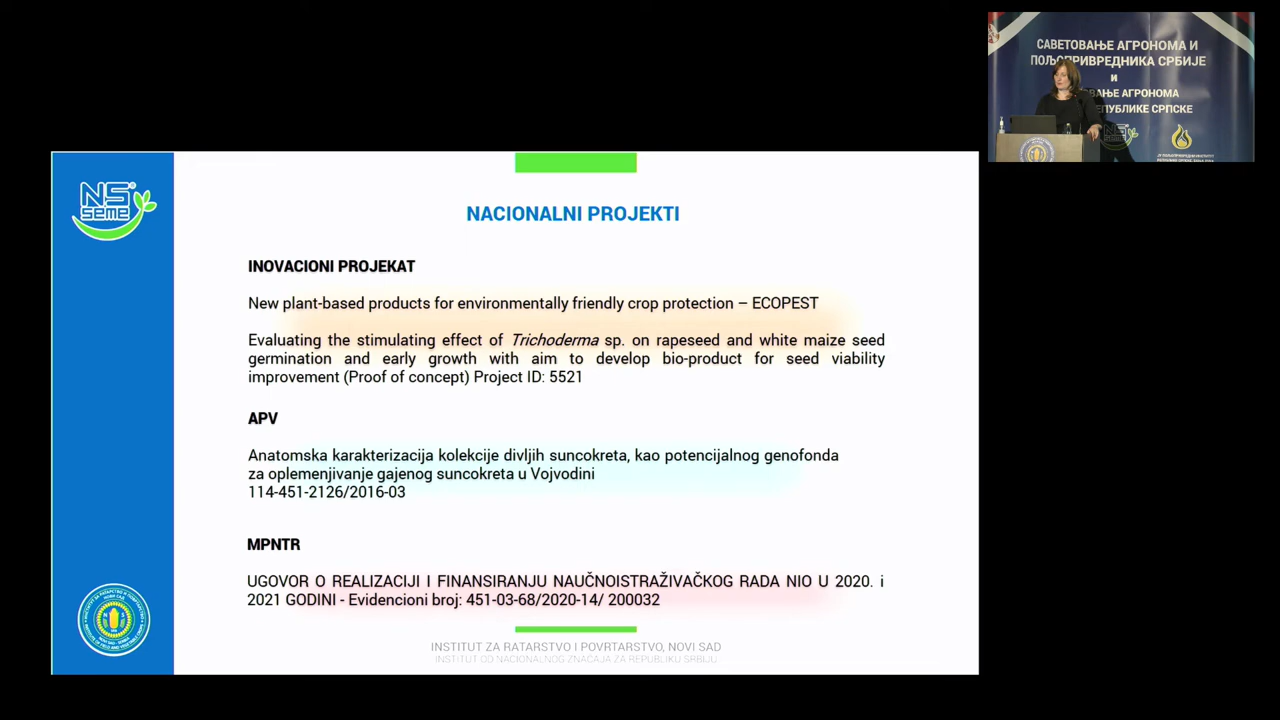 САВЕТОВАЊЕ АГРОНОМА И
ПОЉОПРИВРЕДНИКА СРБИЈЕ
и
ОВАЊЕ АГРОНОМА
ЕПУБЛИКЕ СРПСКЕ
NS
seme
NACIONALNI PROJEKTI
INOVACIONI PROJEKAT
New plant-based products for environmentally friendly crop protection – ECOPEST
Evaluating the stimulating effect of Trichoderma sp. on rapeseed and white maize seed
germination and early growth with aim to develop bio-product for seed viability
improvement (Proof of concept) Project ID: 5521
APV
Anatomska karakterizacija kolekcije divljih suncokreta, kao potencijalnog genofonda
za oplemenjivanje gajenog suncokreta u Vojvodini
114-451-2126/2016-03
MPNTR
UGOVOR O REALIZACIJI I FINANSIRANJU NAUČNOISTRAŽIVAČKOG RADA NIO U 2020. i
2021 GODINI - Evidencioni broj: 451-03-68/2020-14/ 200032
INSTITUT ZA RATARSTVO I POVRTARSTVO, NOVI SAD
INSTITUT OD NACIONALNOG ZNAČAJA ZA REPUBLIKU SRBIJU